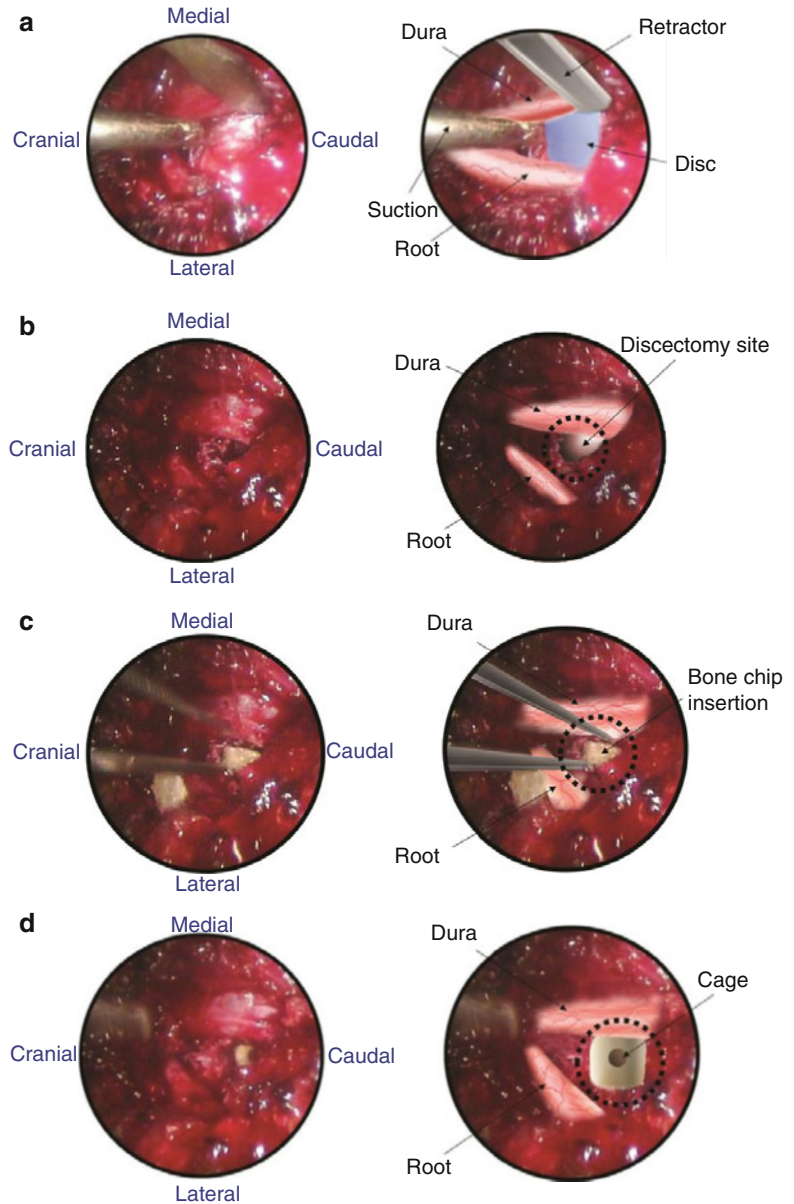 a
Medial
Cranial
Caudal
Lateral
Dura
Retractor
Disc
Suction
Root
b
Medial
Cranial
Caudal
Lateral
Dura
Discectomy site
Root
c
Medial
Cranial
Caudal
Lateral
Dura
Bone chip
insertion
Root
d
Medial
Cranial
Caudal
Lateral
Dura
Cage
Root